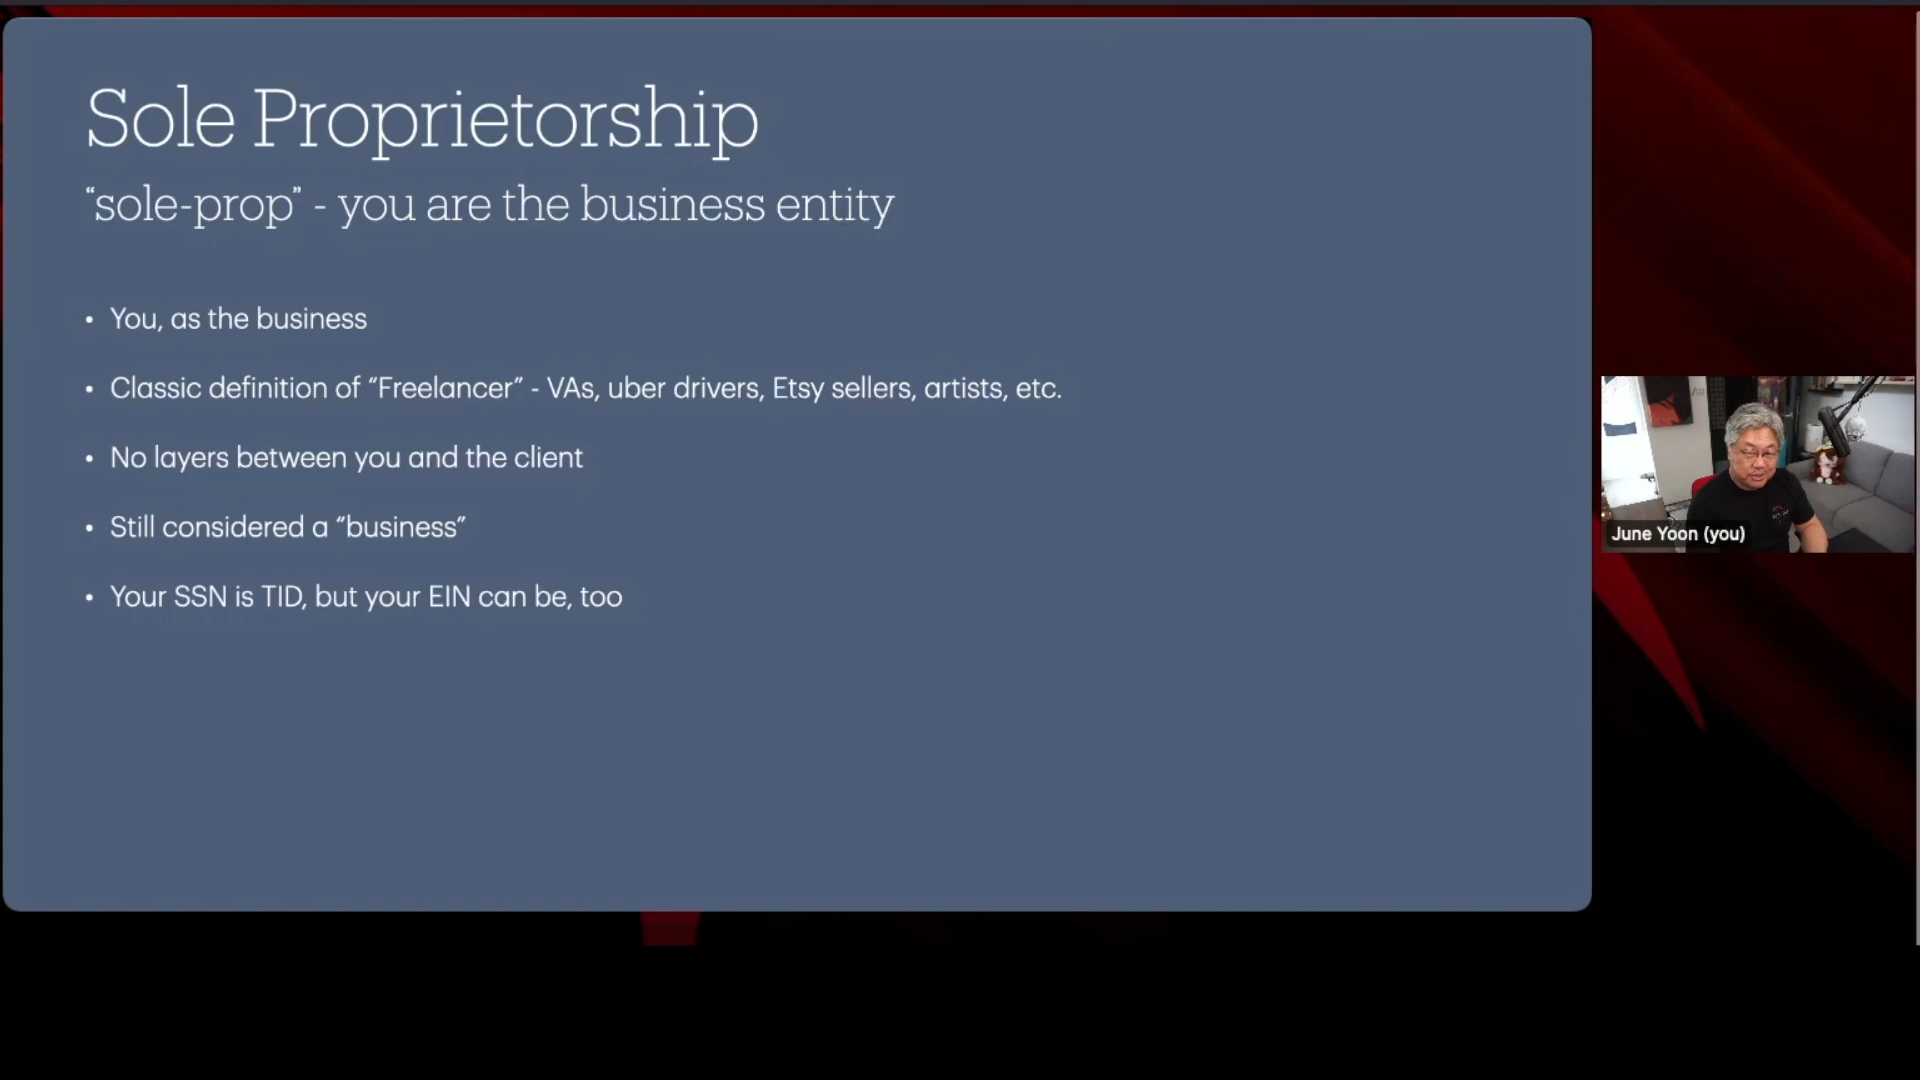 Sole Proprietorship
“sole-prop” - you are the business entity
• You, as the business
• Classic definition of “Freelancer” - VAs, uber drivers, Etsy sellers, artists, etc.
• No layers between you and the client
• Still considered a “business”
• Your SSN is TID, but your EIN can be, too
June Yoon (you)